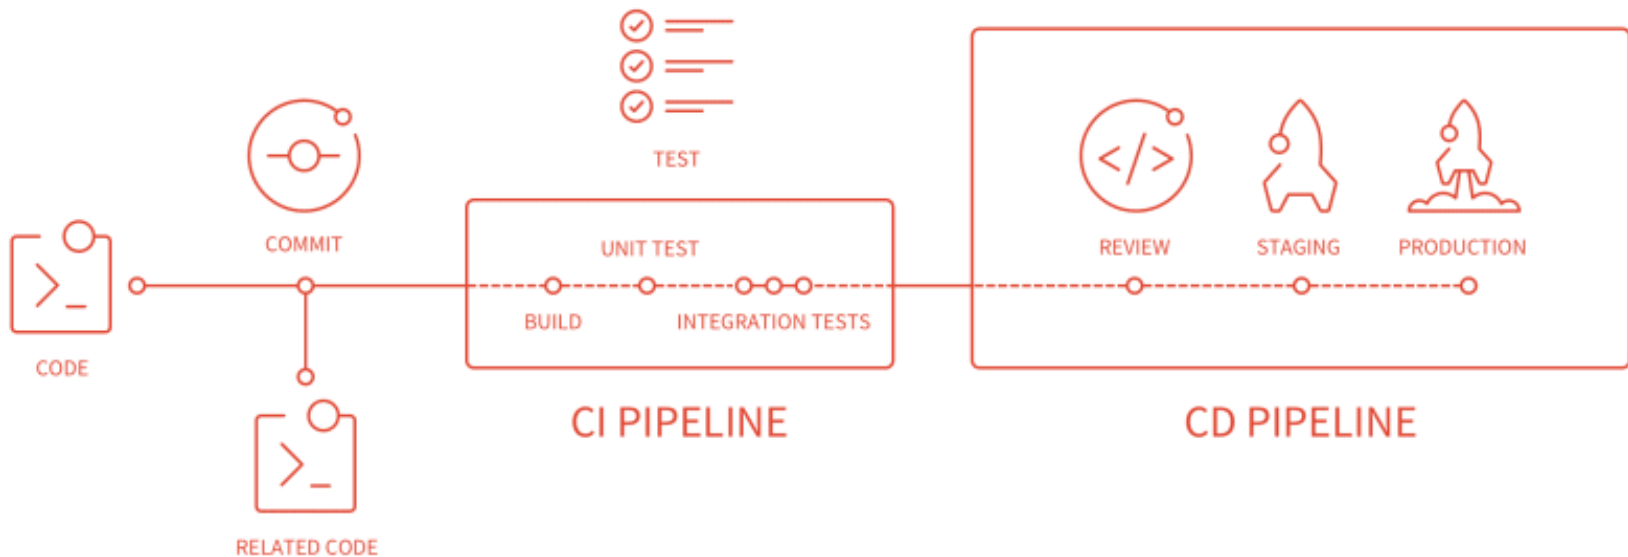 TEST
COMMIT
UNIT TEST
REVIEW
STAGING
PRODUCTION
BUILD
INTEGRATION TESTS
CODE
CI PIPELINE
CD PIPELINE
RELATED CODE